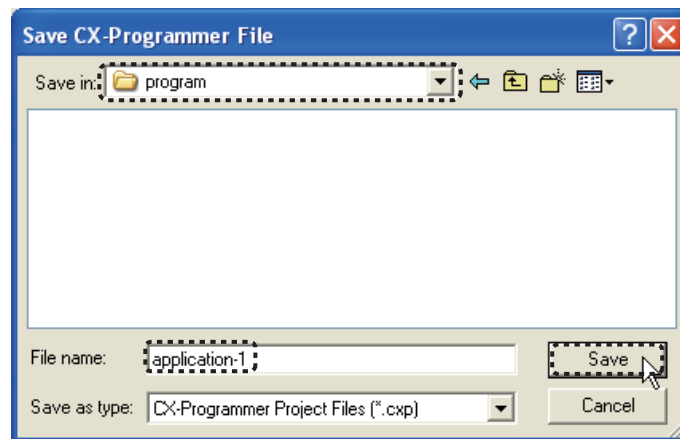 Save CX-Programmer File
Save in: program
File name: application-1 Save
Save as type: CX-Programmer Project Files (*.cxp) Cancel